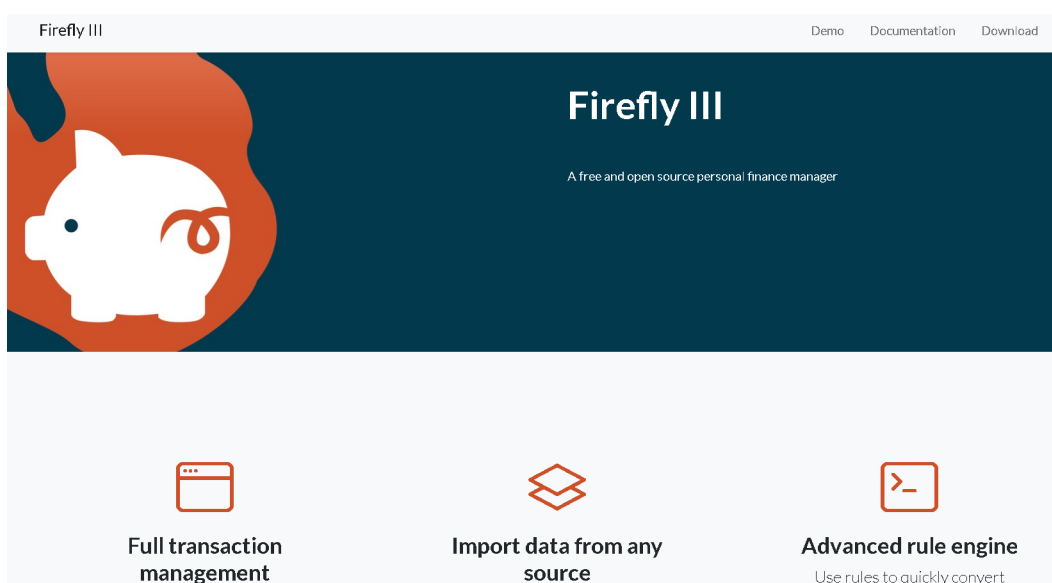 Firefly III
Demo Documentation Download
Firefly III
A free and open source personal finance manager
Full transaction
management
Import data from any
source
Advanced rule engine
Use rules to quickly convert